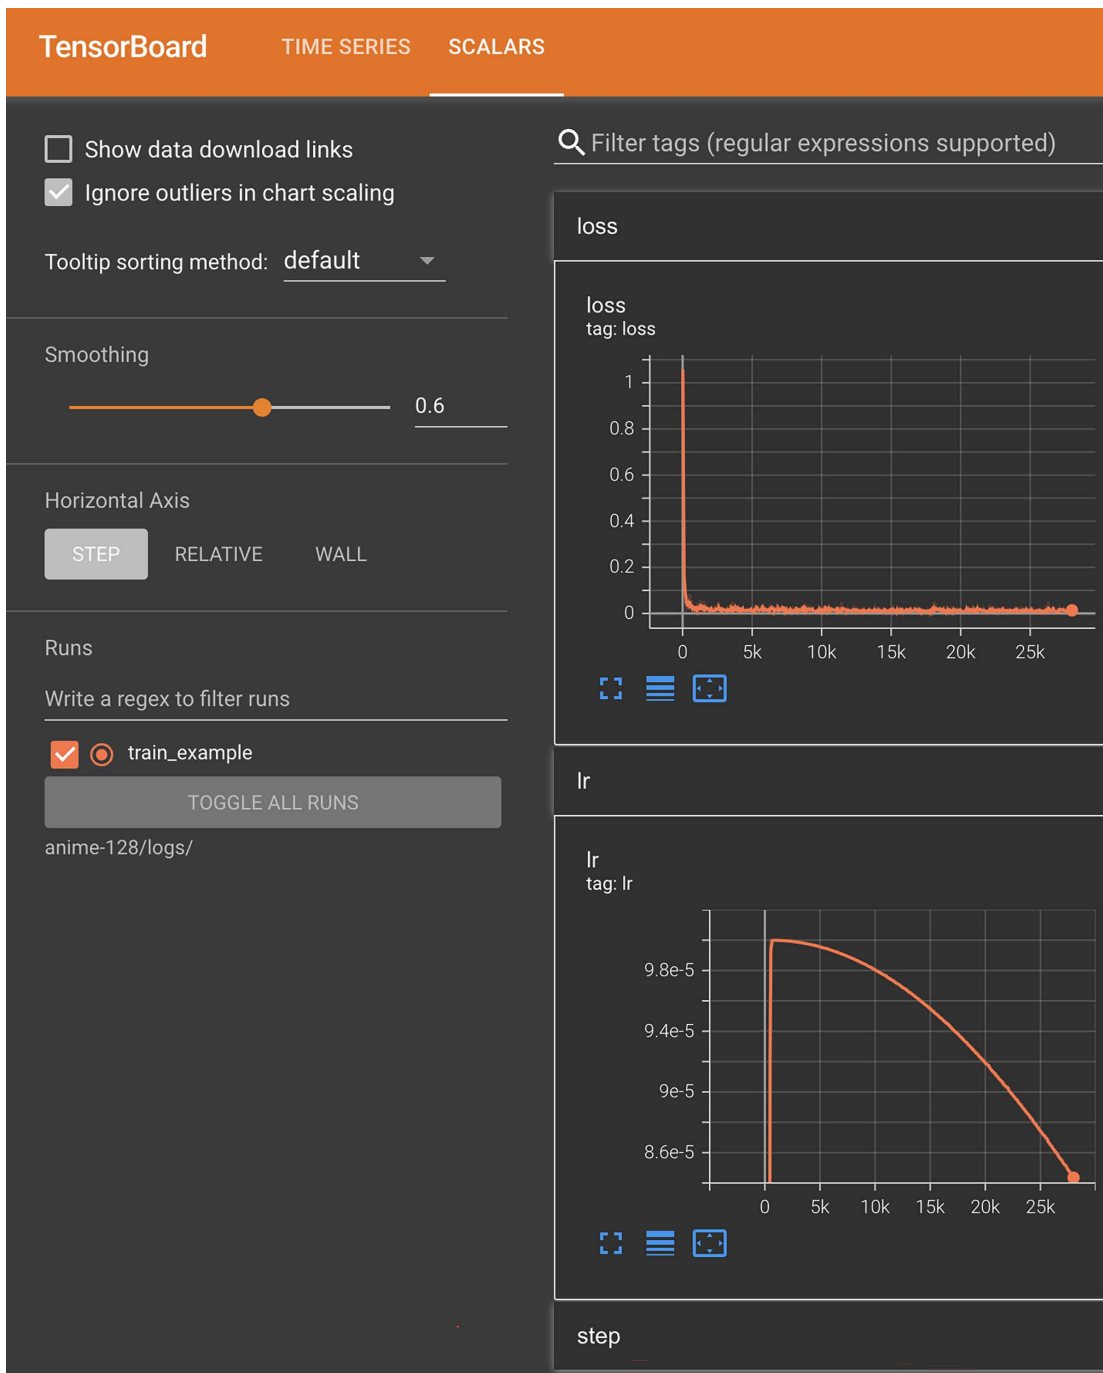 TensorBoard TIME SERIES SCALARS
Show data download links
Ignore outliers in chart scaling
Tooltip sorting method: default
Smoothing
0.6
Horizontal Axis
STEP RELATIVE WALL
Runs
Write a regex to filter runs
train_example
TOGGLE ALL RUNS
anime-128/logs/
Filter tags (regular expressions supported)
loss
loss
tag: loss
1
0.8
0.6
0.4
0.2
0
0 5k 10k 15k 20k 25k
lr
lr
tag: lr
9.8e-5
9.4e-5
9e-5
8.6e-5
0 5k 10k 15k 20k 25k
step